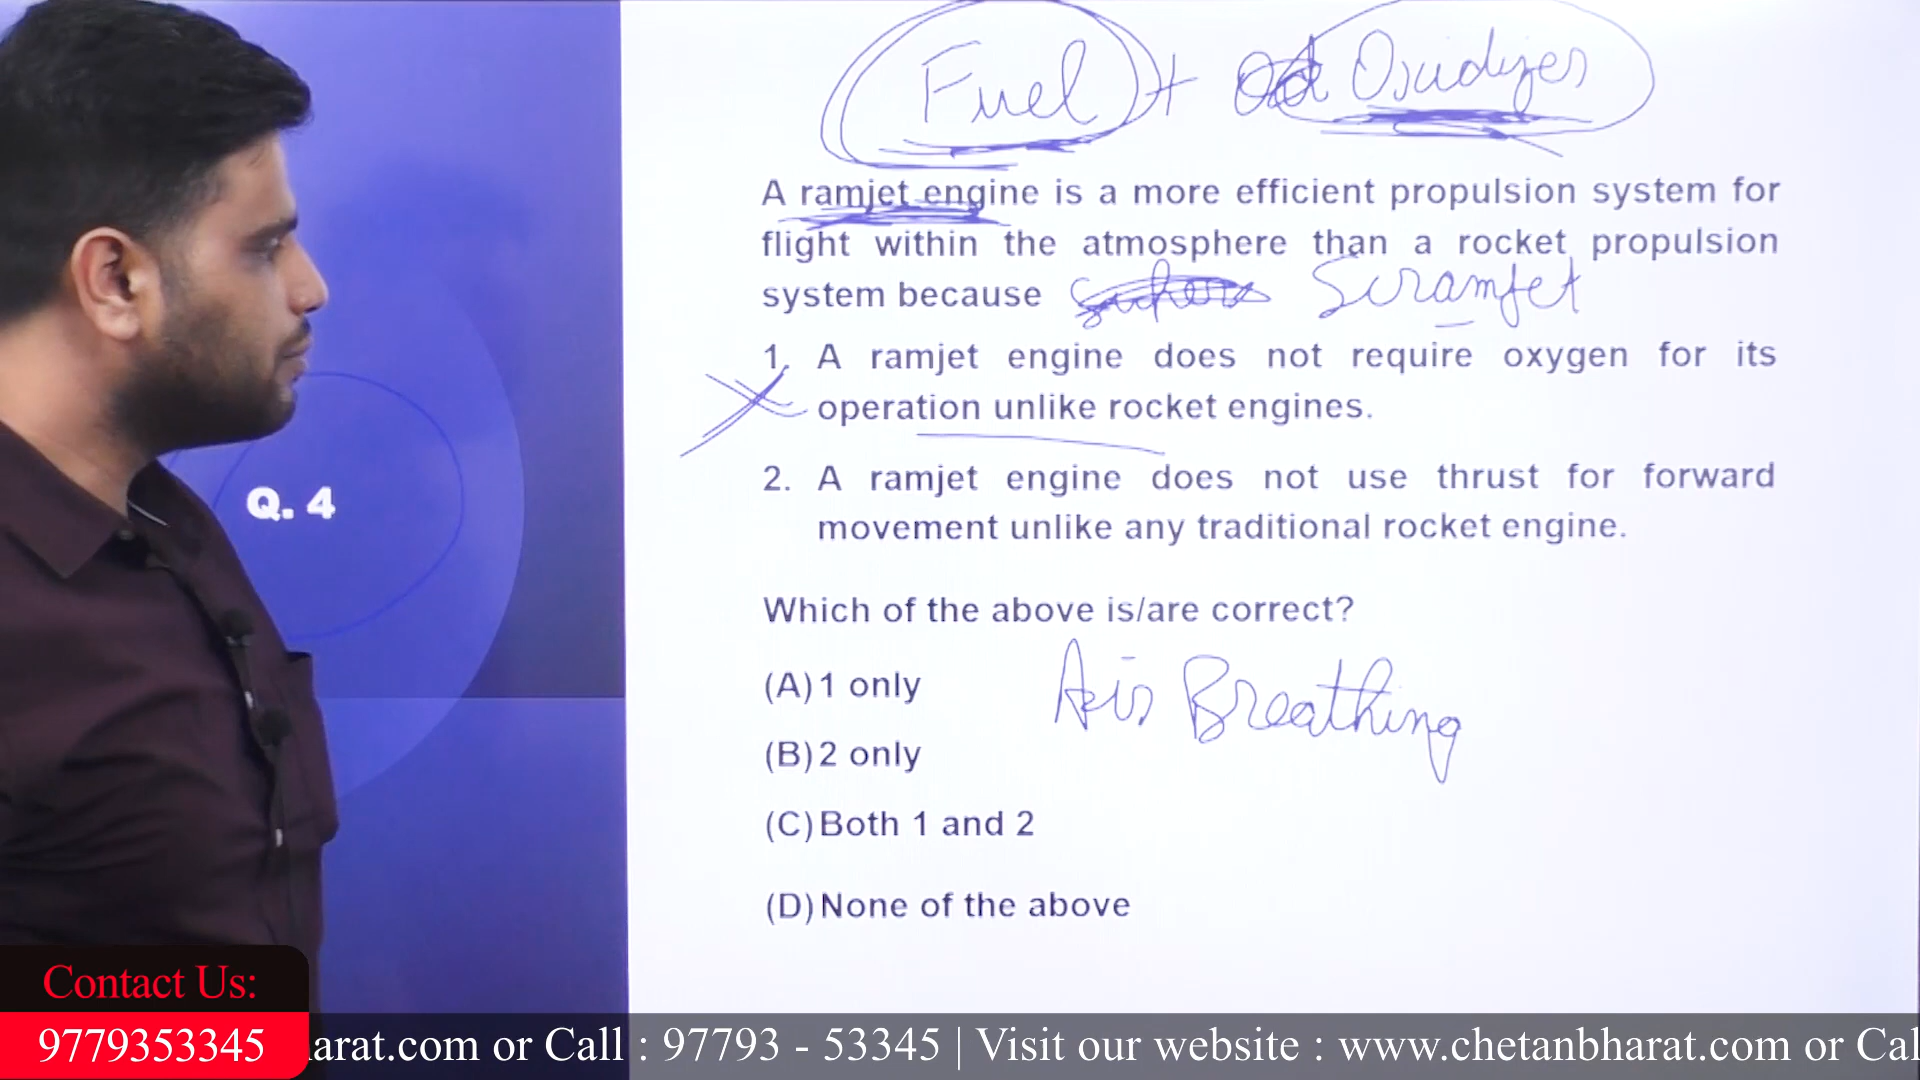 Fuel + Oxidizer
A ramjet engine is a more efficient propulsion system for
flight within the atmosphere than a rocket propulsion
system because Scramjet
1. A ramjet engine does not require oxygen for its
operation unlike rocket engines.
Q. 4
2. A ramjet engine does not use thrust for forward
movement unlike any traditional rocket engine.
Which of the above is/are correct?
(A) 1 only
Air Breathing
(B) 2 only
(C) Both 1 and 2
(D) None of the above
Contact Us:
9779353345
arat.com or Call : 97793 - 53345 | Visit our website : www.chetanbharat.com or Cal